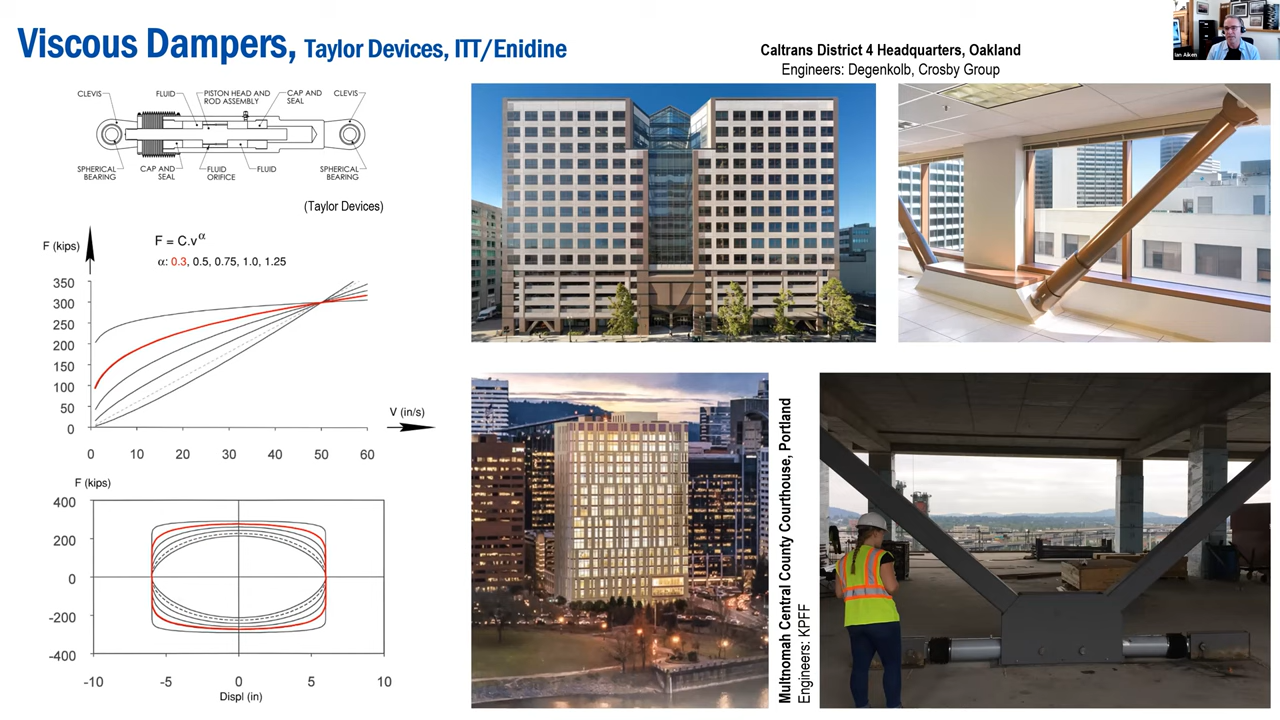 Viscous Dampers, Taylor Devices, ITT/Enidine
Caltrans District 4 Headquarters, Oakland
Engineers: Degenkolb, Crosby Group
Ian Aiken
CLEVIS
FLUID
PISTON HEAD AND
ROD ASSEMBLY
CAP AND
SEAL
CLEVIS
SPHERICAL
BEARING
CAP AND
SEAL
FLUID
ORIFICE
FLUID
SPHERICAL
BEARING
(Taylor Devices)
F (kips)
F = C.v^α
α: 0.3, 0.5, 0.75, 1.0, 1.25
350
300
250
200
150
100
50
0
V (in/s)
0 10 20 30 40 50 60
F (kips)
400
200
0
-200
-400
-10 -5 0 5 10
Displ (in)
Multnomah Central County Courthouse, Portland
Engineers: KPFF